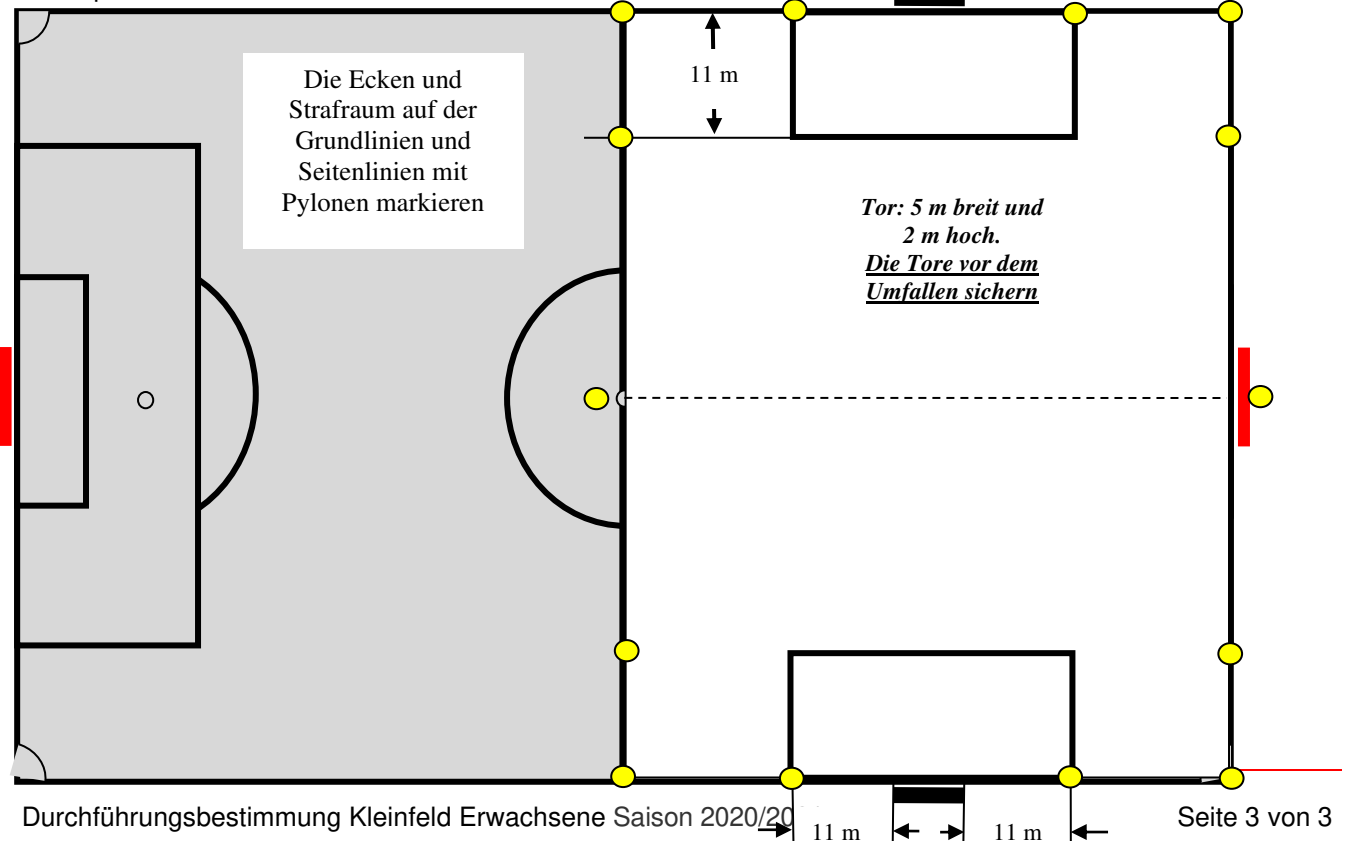 Die Ecken und
Strafraum auf der
Grundlinien und
Seitenlinien mit
Pylonen markieren
11 m
Tor: 5 m breit und
2 m hoch.
Die Tore vor dem
Umfallen sichern
Durchführungsbestimmung Kleinfeld Erwachsene Saison 2020/20
11 m
11 m
Seite 3 von 3